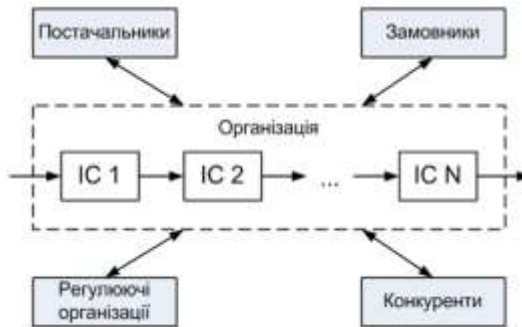 Постачальники
Замовники
Організація
ІС 1
ІС 2
...
ІС N
Регулюючі
організації
Конкуренти